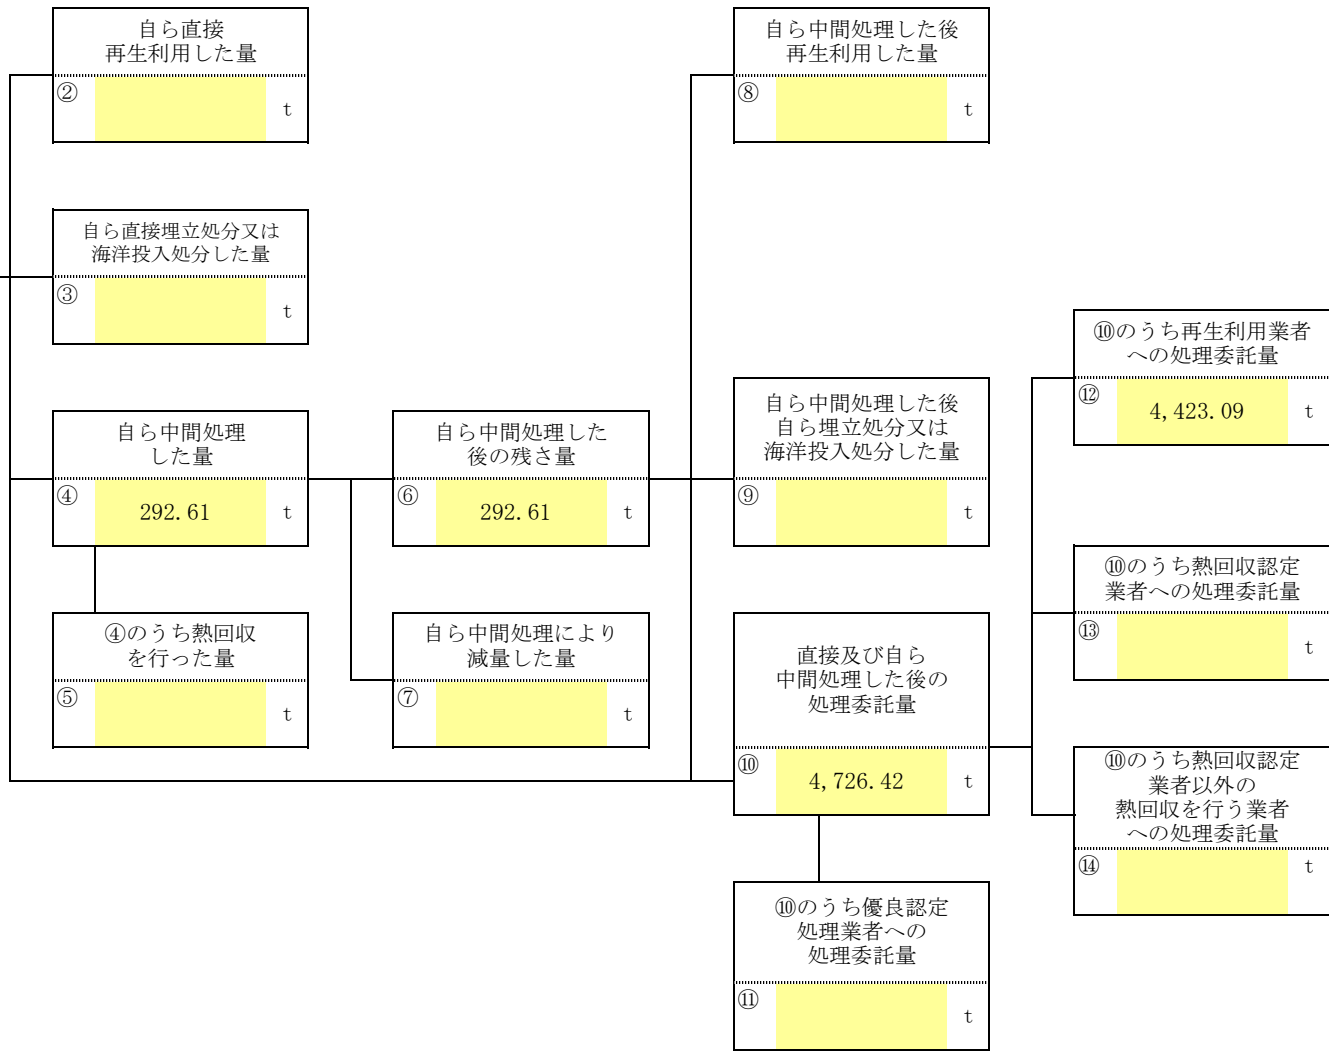 自ら直接
再生利用した量
②
t
自ら直接埋立処分又は
海洋投入処分した量
③
t
自ら中間処理
した量
④
292.61
t
④のうち熱回収
を行った量
⑤
t
自ら中間処理した
後の残さ量
⑥
292.61
t
自ら中間処理により
減量した量
⑦
t
自ら中間処理した後
再生利用した量
⑧
t
自ら中間処理した後
自ら埋立処分又は
海洋投入処分した量
⑨
t
直接及び自ら
中間処理した後の
処理委託量
⑩
4,726.42
t
⑩のうち優良認定
処理業者への
処理委託量
⑪
t
⑩のうち再生利用業者
への処理委託量
⑫
4,423.09
t
⑩のうち熱回収認定
業者への処理委託量
⑬
t
⑩のうち熱回収認定
業者以外の
熱回収を行う業者
への処理委託量
⑭
t